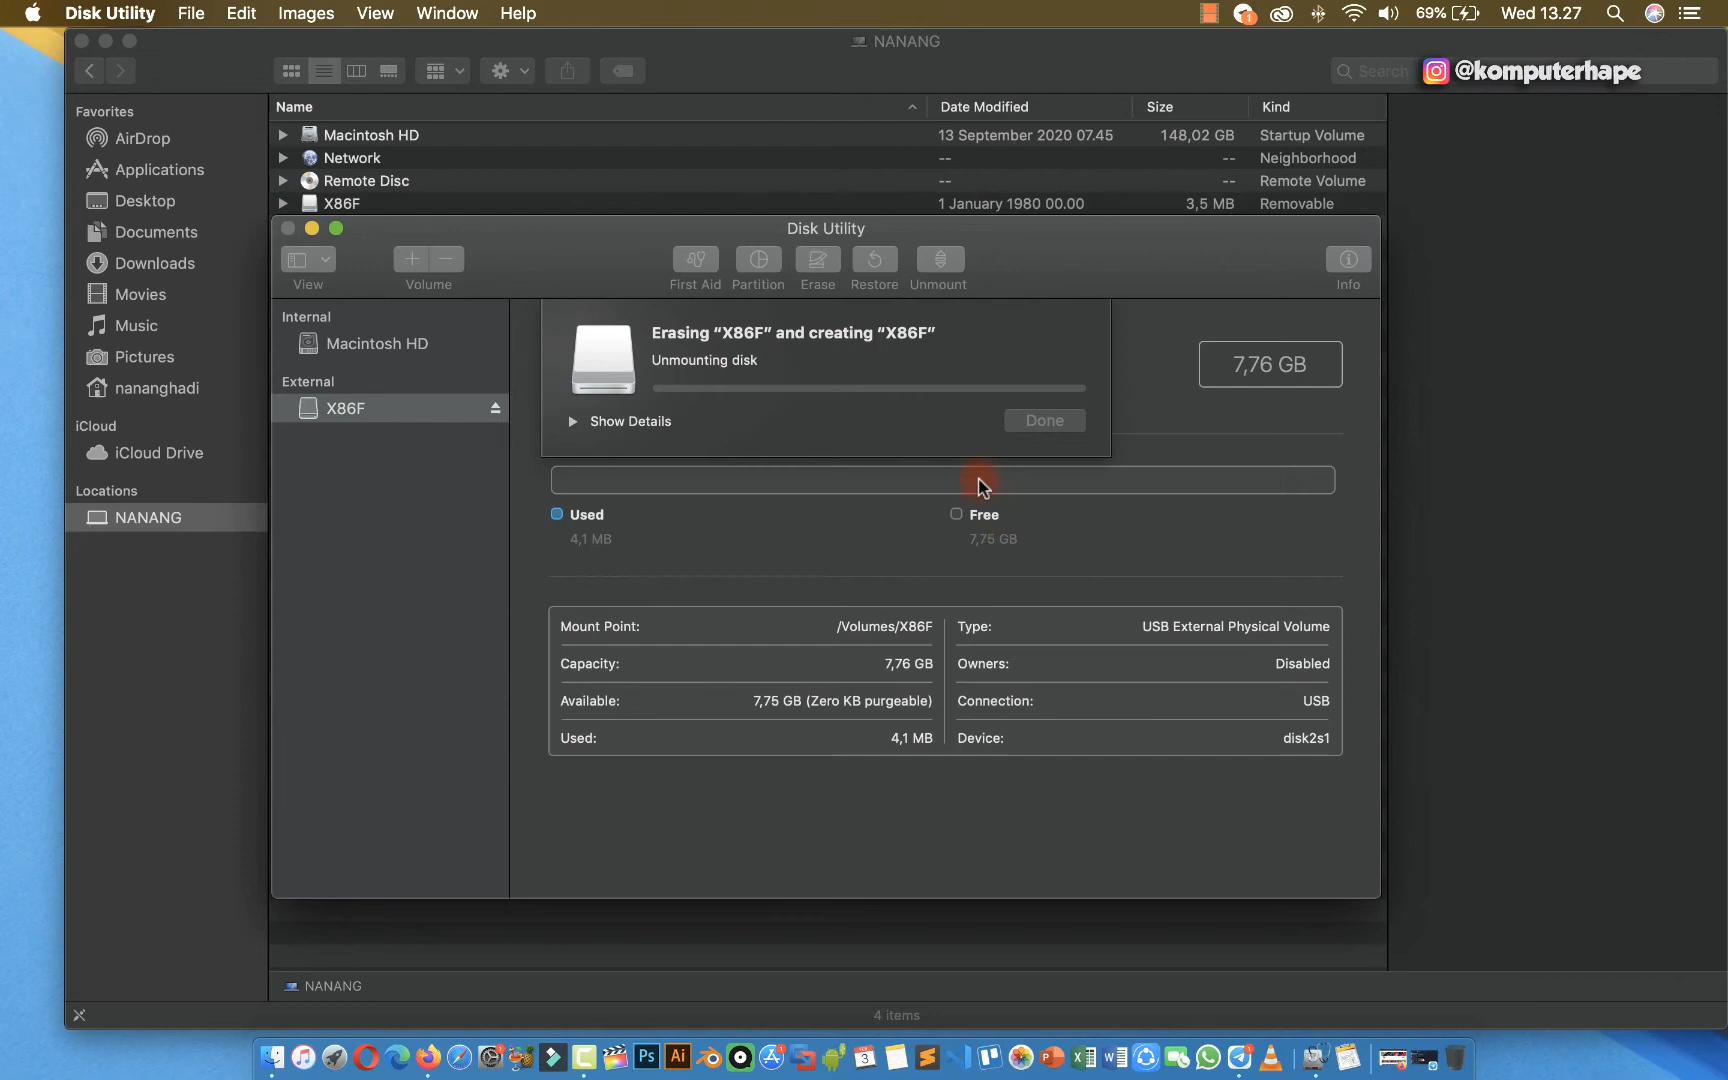 Disk Utility File Edit Images View Window Help 1 69% Wed 13.27
NANANG
Search @komputerhape
Favorites
AirDrop
Applications
Desktop
Documents
Downloads
Movies
Music
Pictures
nananghadi
iCloud
iCloud Drive
Locations
NANANG
Name Date Modified Size Kind
Macintosh HD 13 September 2020 07.45 148,02 GB Startup Volume
Network -- -- Neighborhood
Remote Disc -- -- Remote Volume
X86F 1 January 1980 00.00 3,5 MB Removable
Disk Utility
View Volume First Aid Partition Erase Restore Unmount Info
Internal
Macintosh HD
External
X86F
Erasing “X86F” and creating “X86F”
Unmounting disk
Show Details Done
7,76 GB
Used Free
4,1 MB 7,75 GB
Mount Point: /Volumes/X86F Type: USB External Physical Volume
Capacity: 7,76 GB Owners: Disabled
Available: 7,75 GB (Zero KB purgeable) Connection: USB
Used: 4,1 MB Device: disk2s1
NANANG
4 items
Ps Ai 3